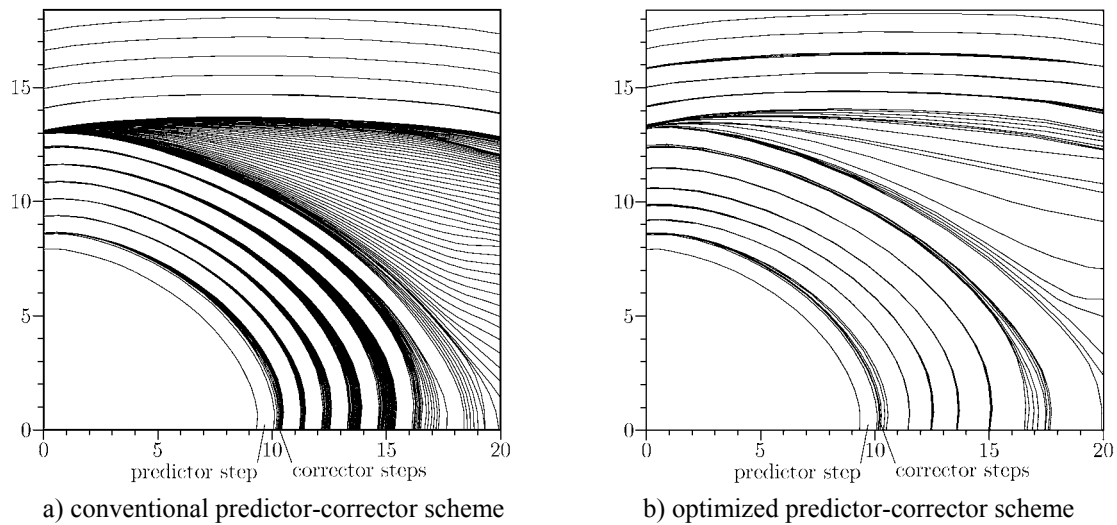 15
10
5
0
0 5 10 15 20
predictor step
corrector steps
a) conventional predictor-corrector scheme
15
10
5
0
0 5 10 15 20
predictor step
corrector steps
b) optimized predictor-corrector scheme